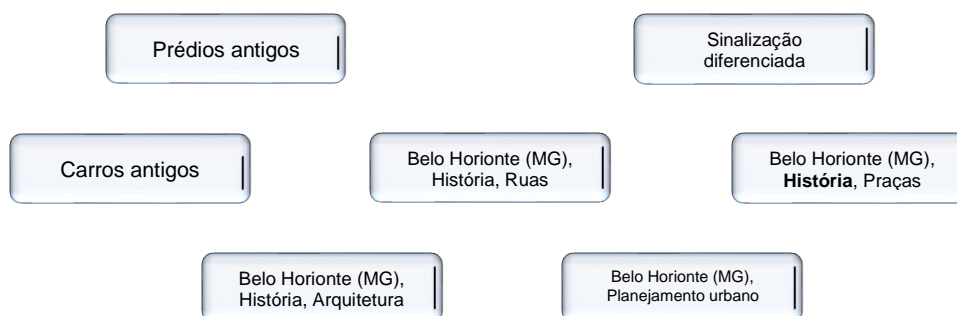 Prédios antigos
Sinalização
diferenciada
Carros antigos
Belo Horionte (MG),
História, Ruas
Belo Horionte (MG),
História, Praças
Belo Horionte (MG),
História, Arquitetura
Belo Horionte (MG),
Planejamento urbano